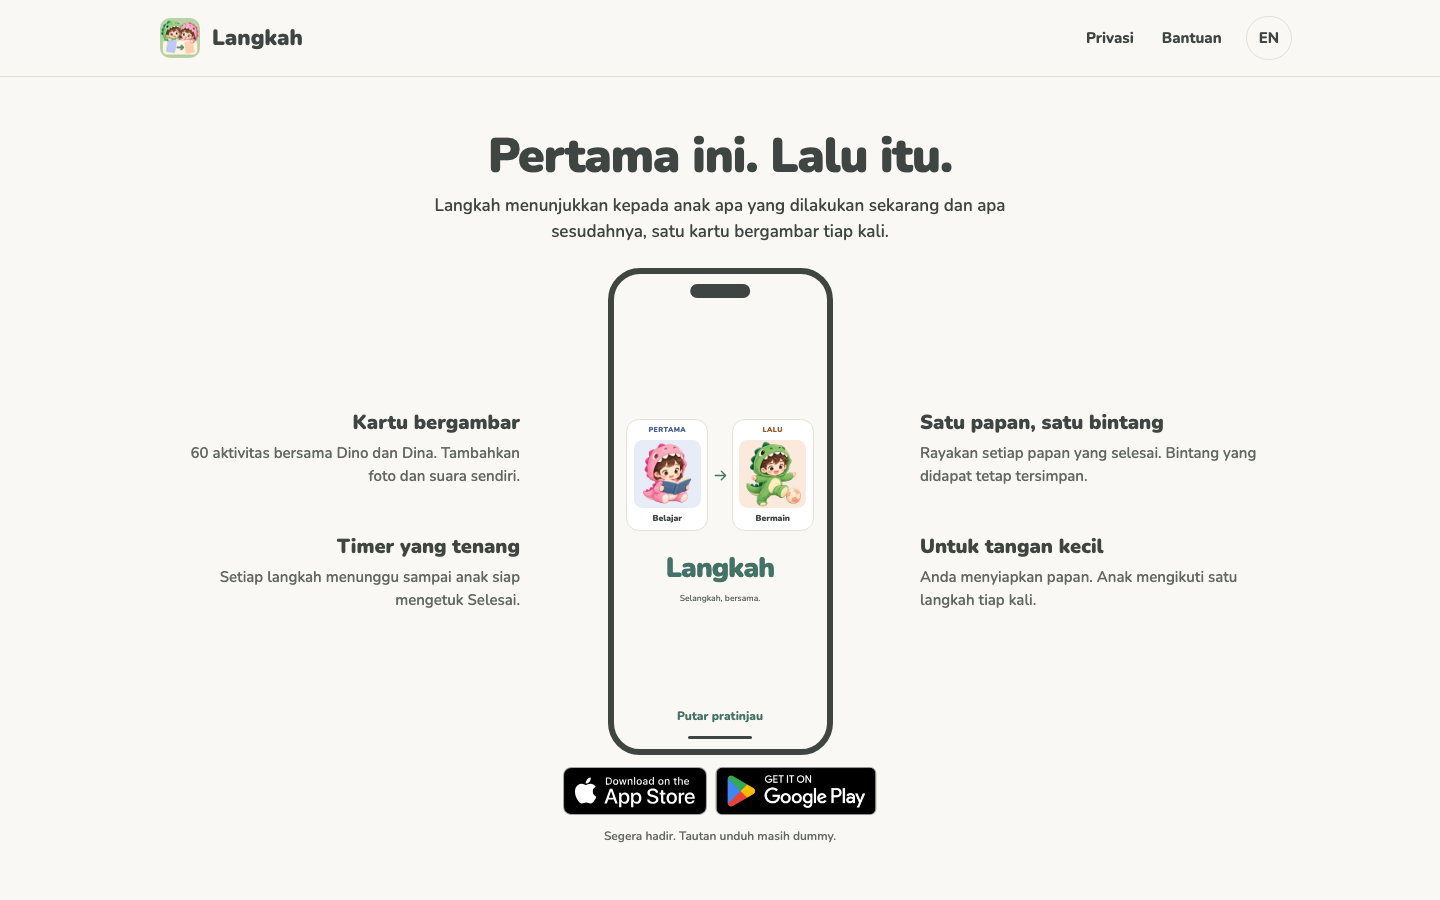 Langkah
Privasi
Bantuan
EN
Pertama ini. Lalu itu.
Langkah menunjukkan kepada anak apa yang dilakukan sekarang dan apa
sesudahnya, satu kartu bergambar tiap kali.
Kartu bergambar
60 aktivitas bersama Dino dan Dina. Tambahkan
foto dan suara sendiri.
Timer yang tenang
Setiap langkah menunggu sampai anak siap
mengetuk Selesai.
PERTAMA
Belajar
LALU
Bermain
Langkah
Selangkah, bersama.
Putar pratinjau
Satu papan, satu bintang
Rayakan setiap papan yang selesai. Bintang yang
didapat tetap tersimpan.
Untuk tangan kecil
Anda menyiapkan papan. Anak mengikuti satu
langkah tiap kali.
Download on the
App Store
GET IT ON
Google Play
Segera hadir. Tautan unduh masih dummy.